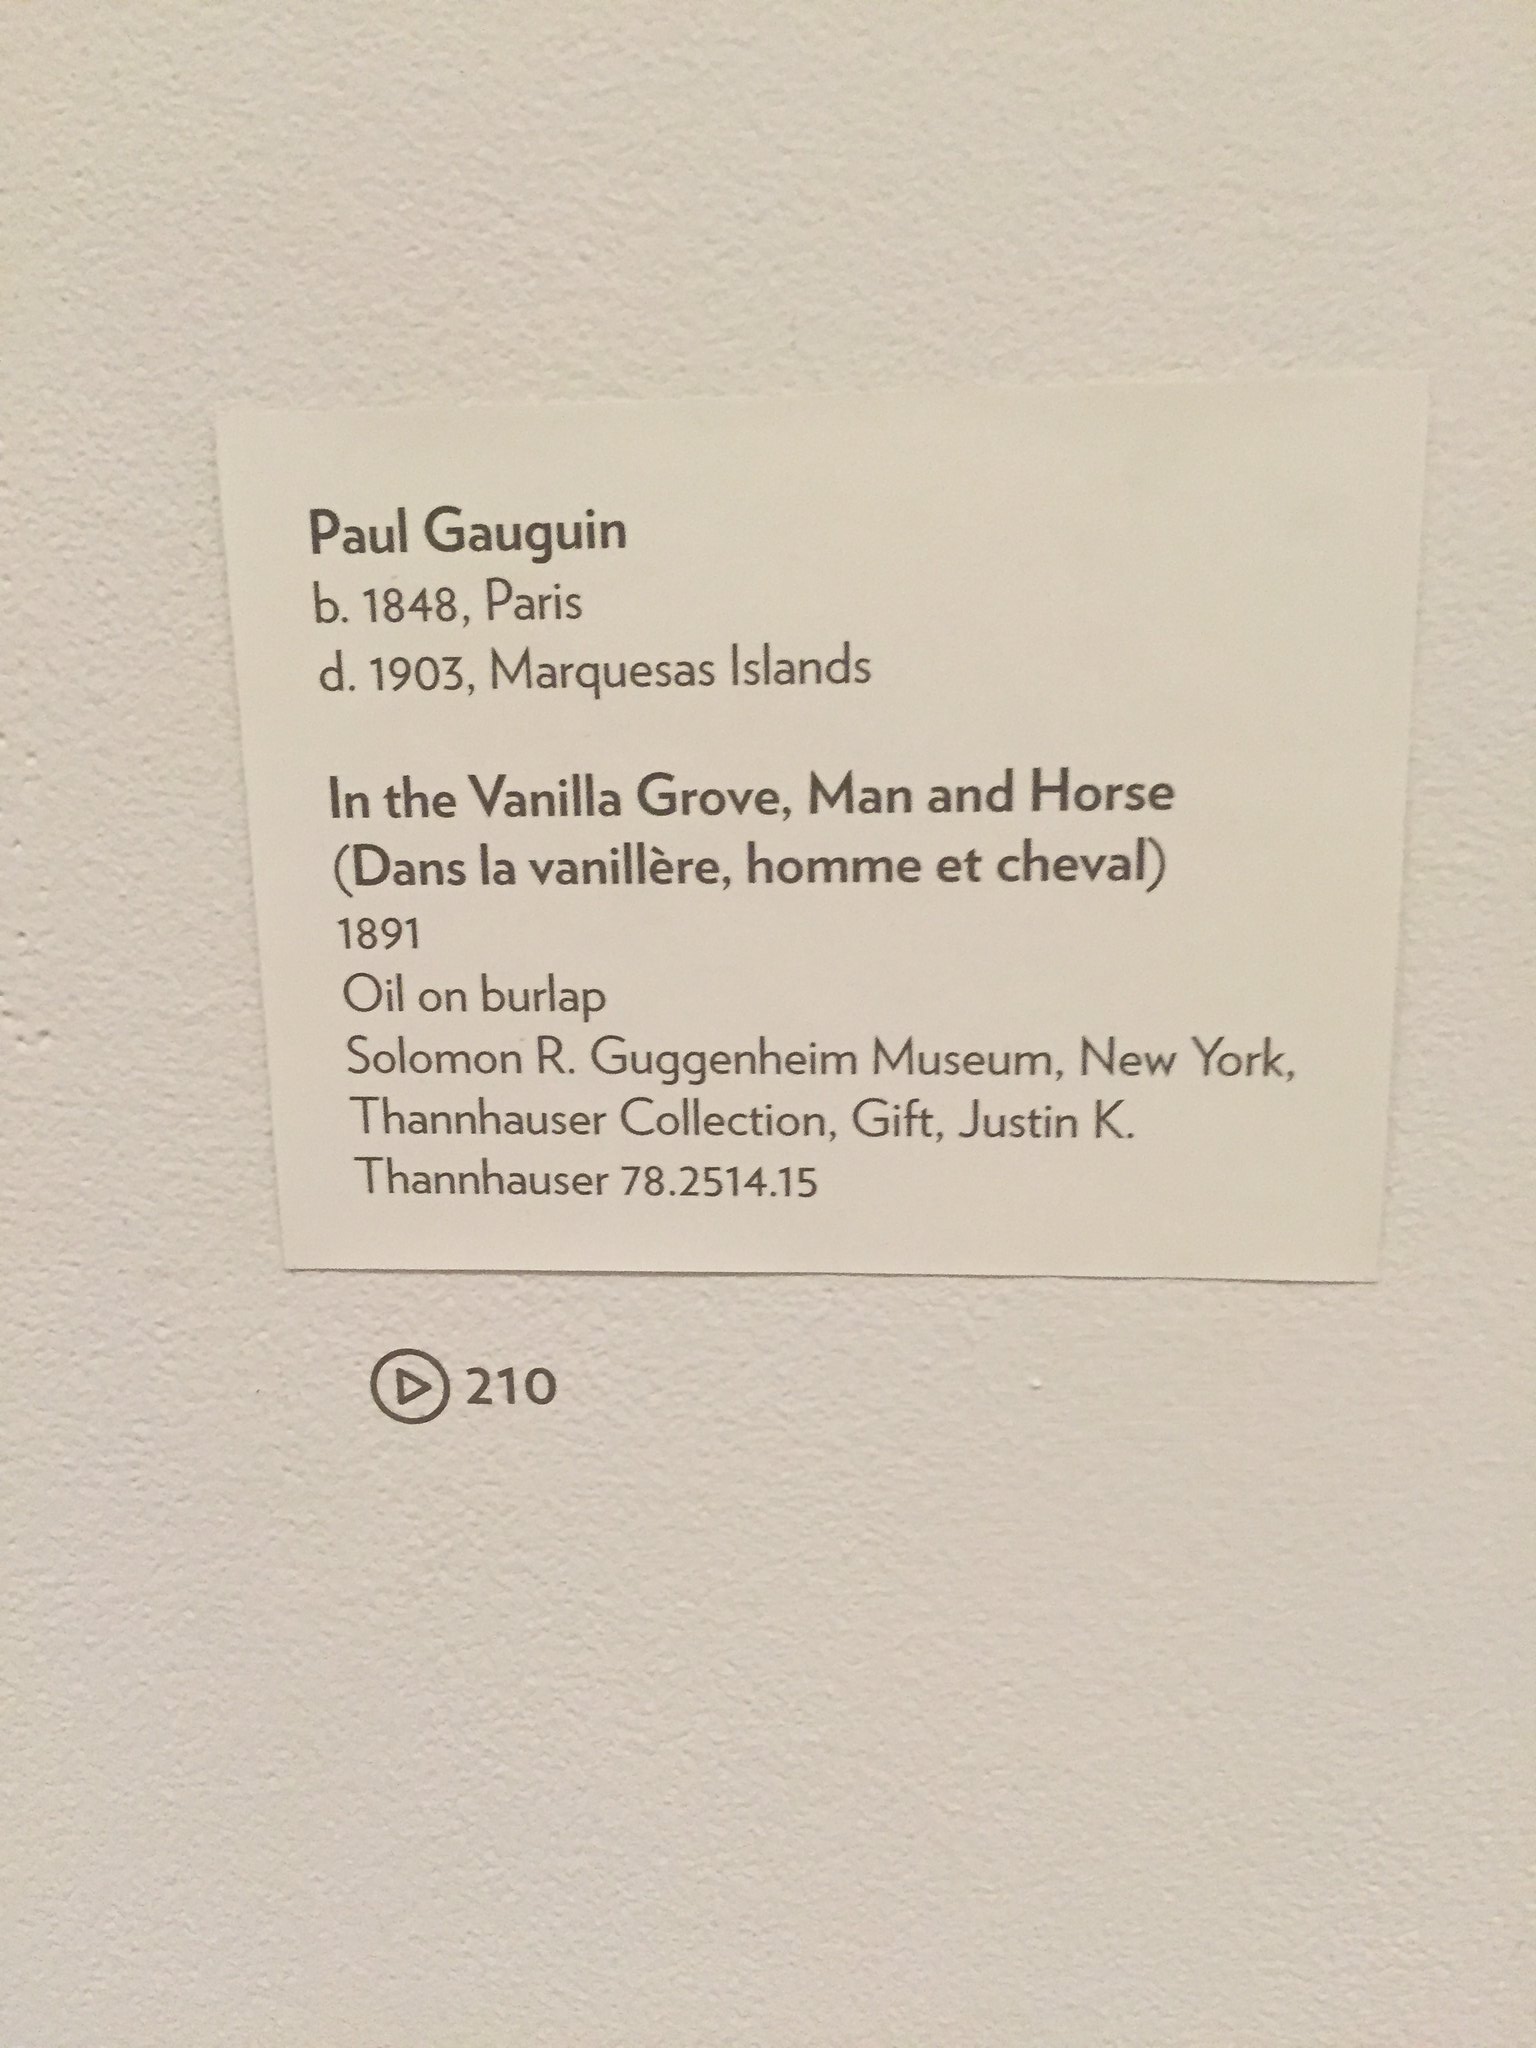 Paul Gauguin
b. 1848, Paris
d. 1903, Marquesas Islands
In the Vanilla Grove, Man and Horse
(Dans la vanillère, homme et cheval)
1891
Oil on burlap
Solomon R. Guggenheim Museum, New York,
Thannhauser Collection, Gift, Justin K.
Thannhauser 78.2514.15
210